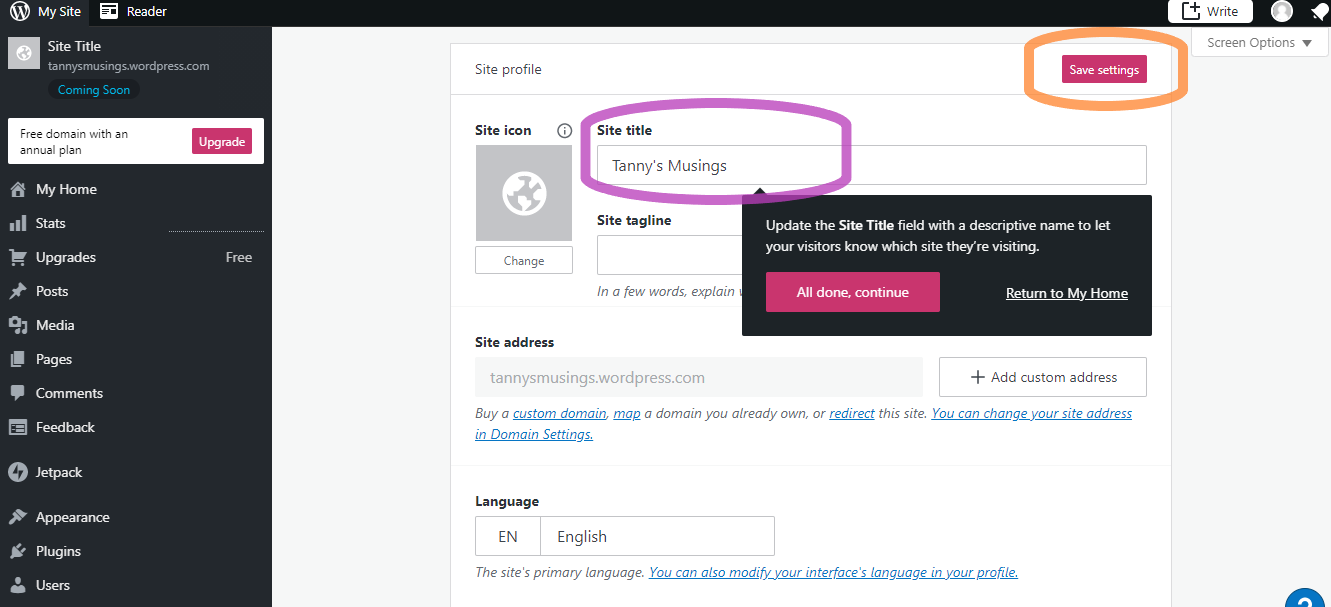 My Site Reader Write
Site Title
tannysmusings.wordpress.com
Coming Soon
Free domain with an
annual plan
Upgrade
My Home
Stats
Upgrades Free
Posts
Media
Pages
Comments
Feedback
Jetpack
Appearance
Plugins
Users
Screen Options ▼
Site profile
Save settings
Site icon
Change
Site title
Tanny's Musings
Site tagline
In a few words, explain
Update the Site Title field with a descriptive name to let
your visitors know which site they're visiting.
All done, continue
Return to My Home
Site address
tannysmusings.wordpress.com
+ Add custom address
Buy a custom domain, map a domain you already own, or redirect this site. You can change your site address
in Domain Settings.
Language
EN English
The site's primary language. You can also modify your interface's language in your profile.
?